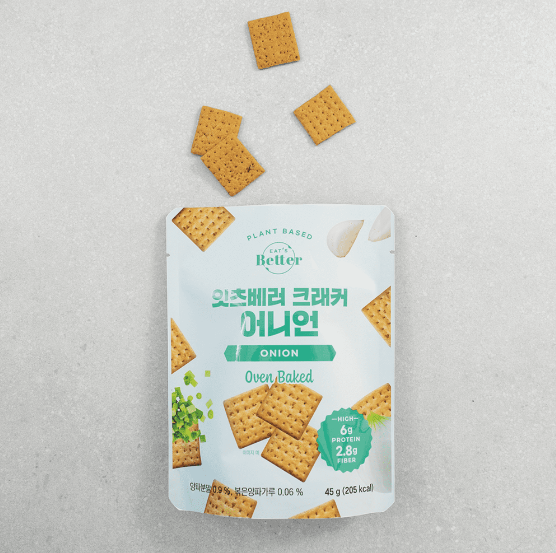 PLANT BASED
EAT'S
Better
잇츠베러 크래커
어니언
ONION
Oven Baked
HIGH
6g
PROTEIN
2.8g
FIBER
양파분말 0.9 %, 볶은양파가루 0.06 %
45 g (205 kcal)